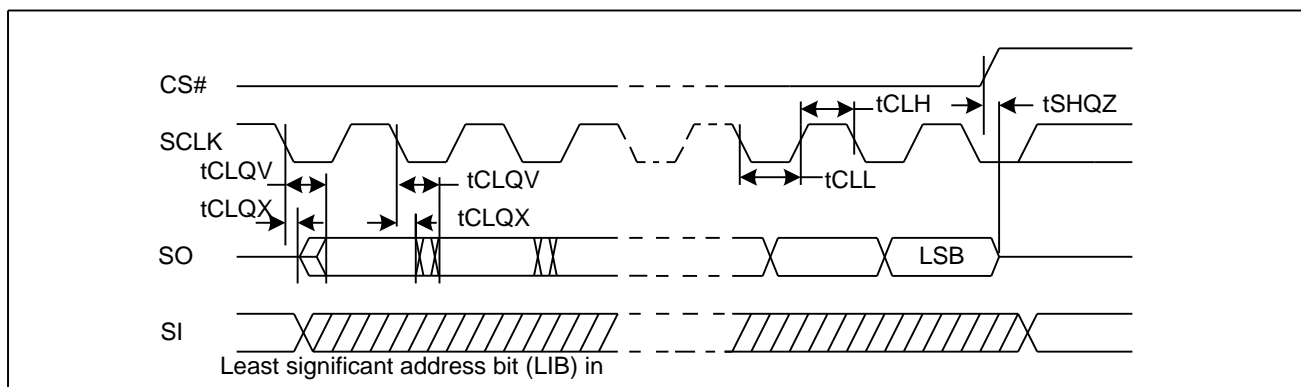 CS#
tCLH
tSHQZ
SCLK
tCLQV
tCLQV
tCLL
tCLQX
tCLQX
SO
LSB
SI
Least significant address bit (LIB) in